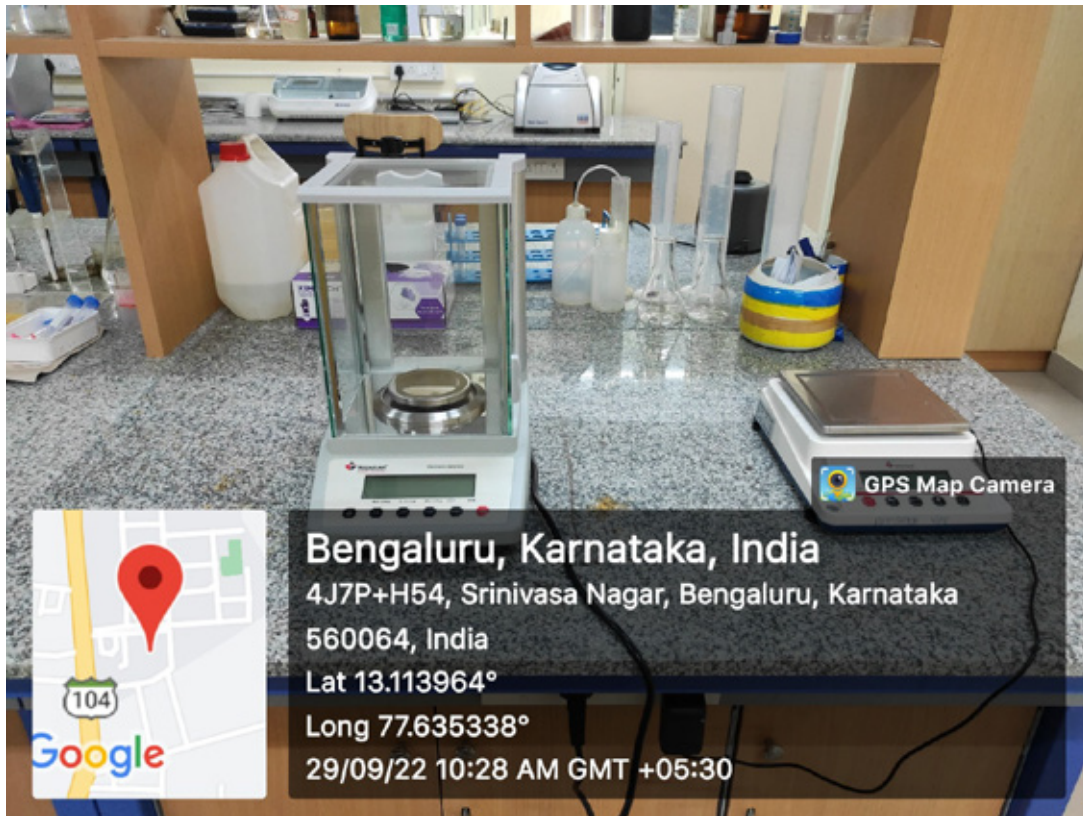 GPS Map Camera
Bengaluru, Karnataka, India
4J7P+H54, Srinivasa Nagar, Bengaluru, Karnataka
560064, India
Lat 13.113964°
Long 77.635338°
29/09/22 10:28 AM GMT +05:30
104
Google